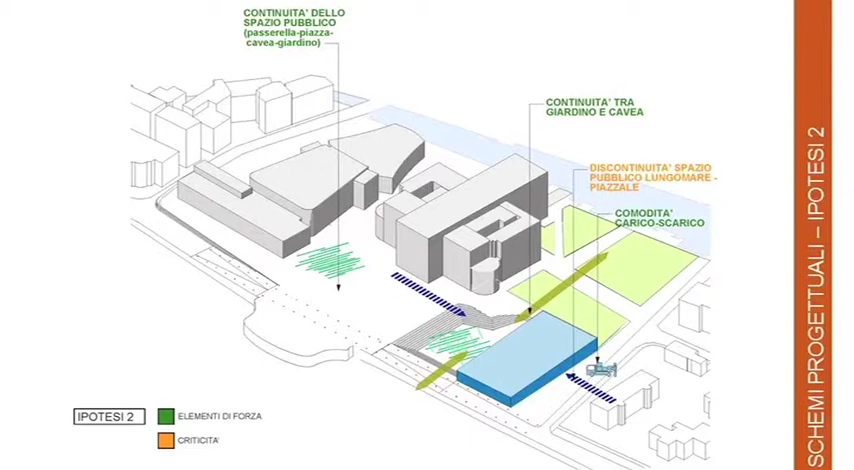 CONTINUITA' DELLO
SPAZIO PUBBLICO
(passerella-piazza-
cavea-giardino)
CONTINUITA' TRA
GIARDINO E CAVEA
DISCONTINUITA' SPAZIO
PUBBLICO LUNGOMARE -
PIAZZALE
COMODITA'
CARICO-SCARICO
IPOTESI 2
ELEMENTI DI FORZA
CRITICITA'
SCHEMI PROGETTUALI – IPOTESI 2